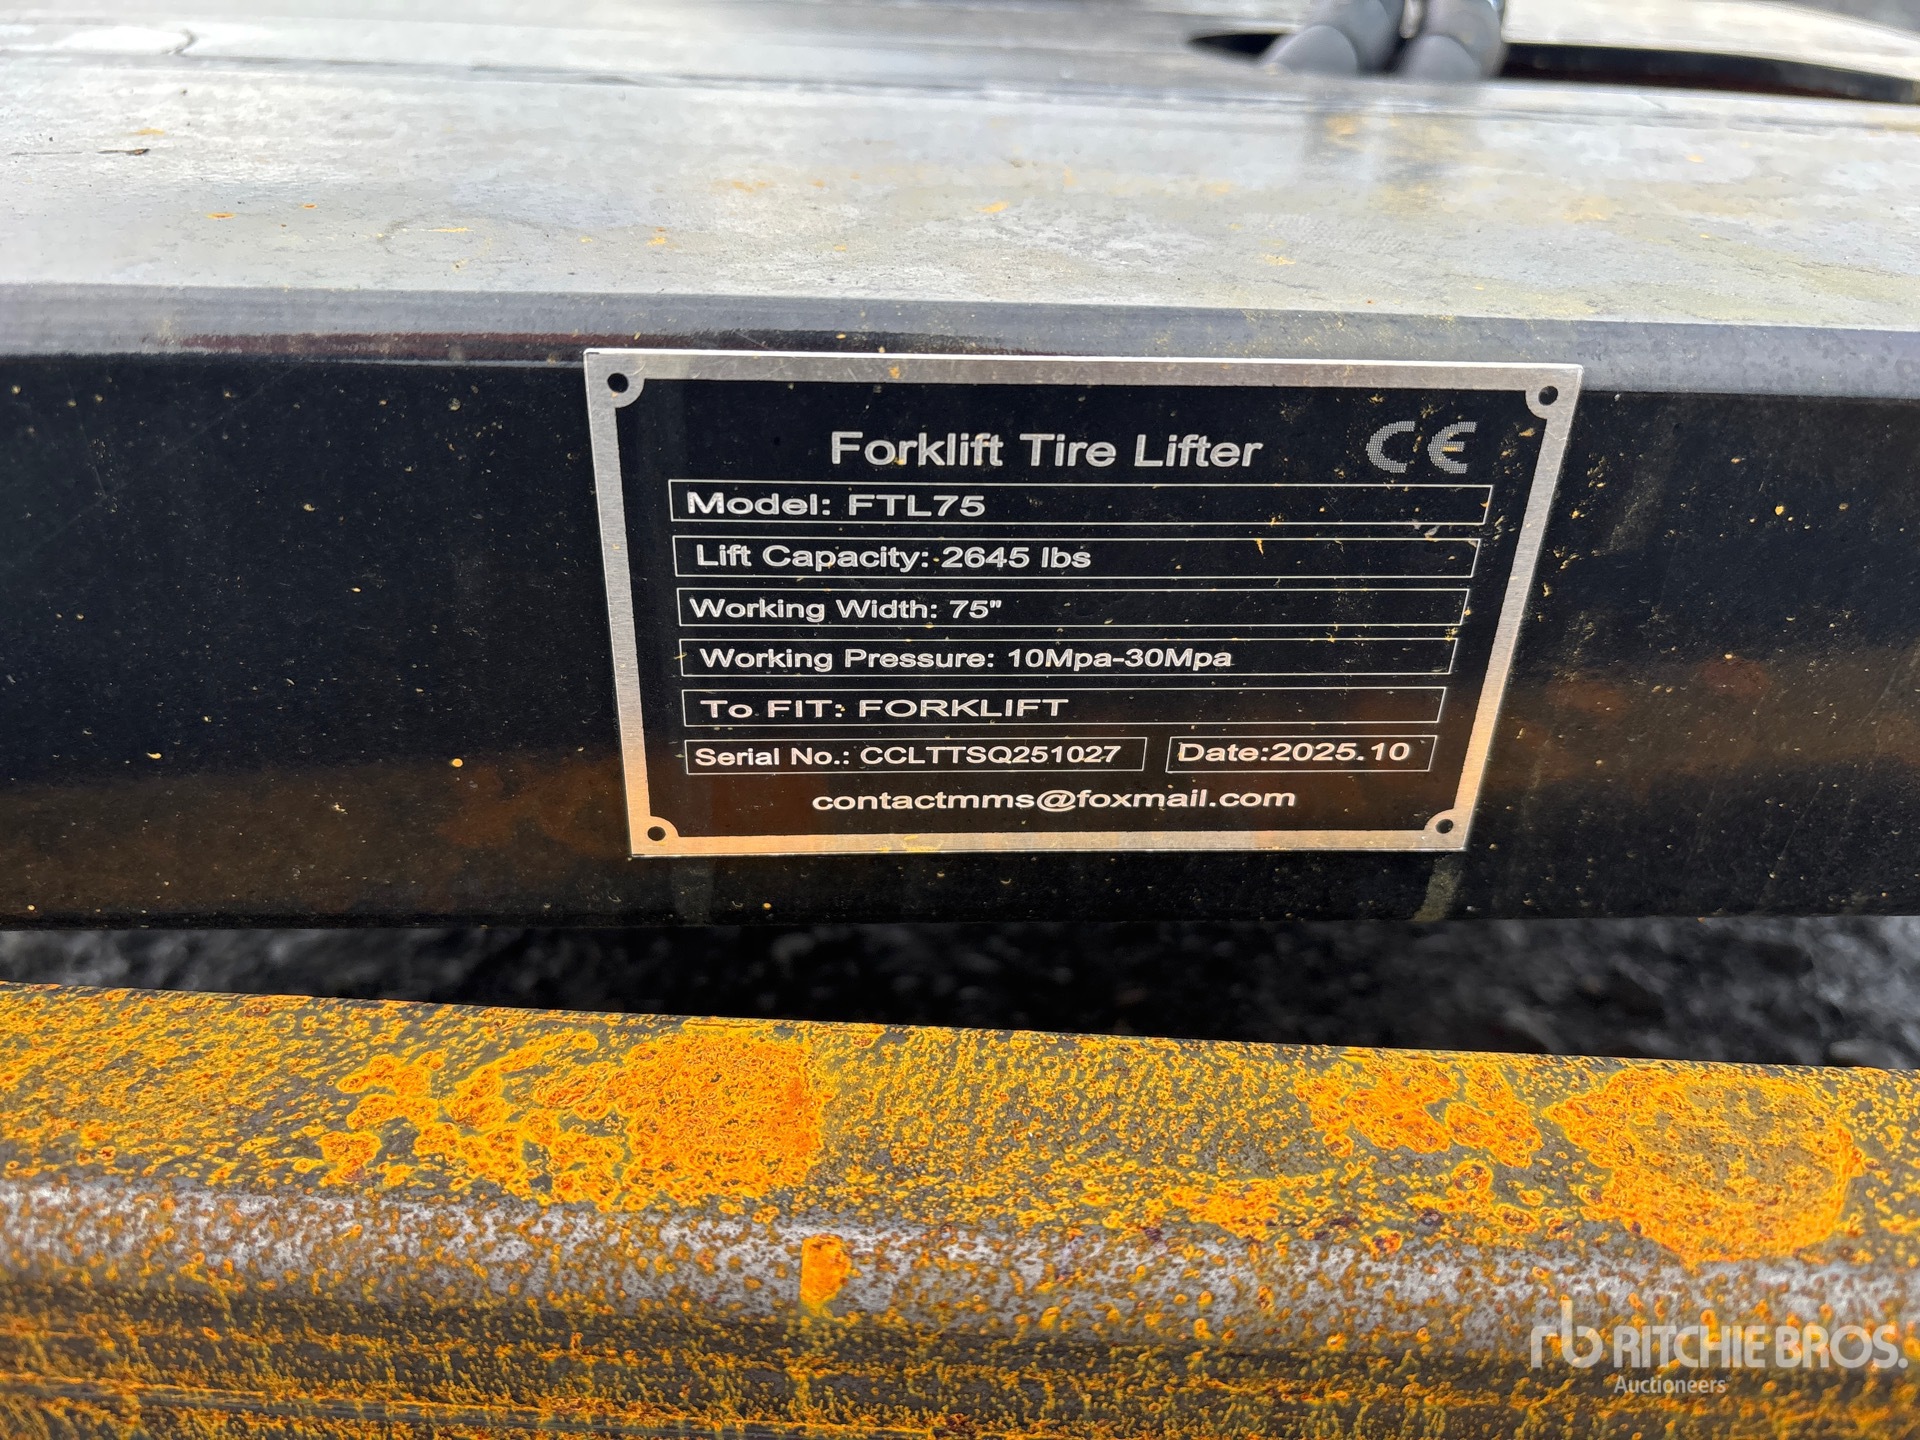 Forklift Tire Lifter CE
Model: FTL75
Lift Capacity: 2645 lbs
Working Width: 75"
Working Pressure: 10Mpa-30Mpa
To FIT: FORKLIFT
Serial No.: CCLTTSQ251027 Date:2025.10
contactmms@foxmail.com
rb RITCHIE BROS.
Auctioneers